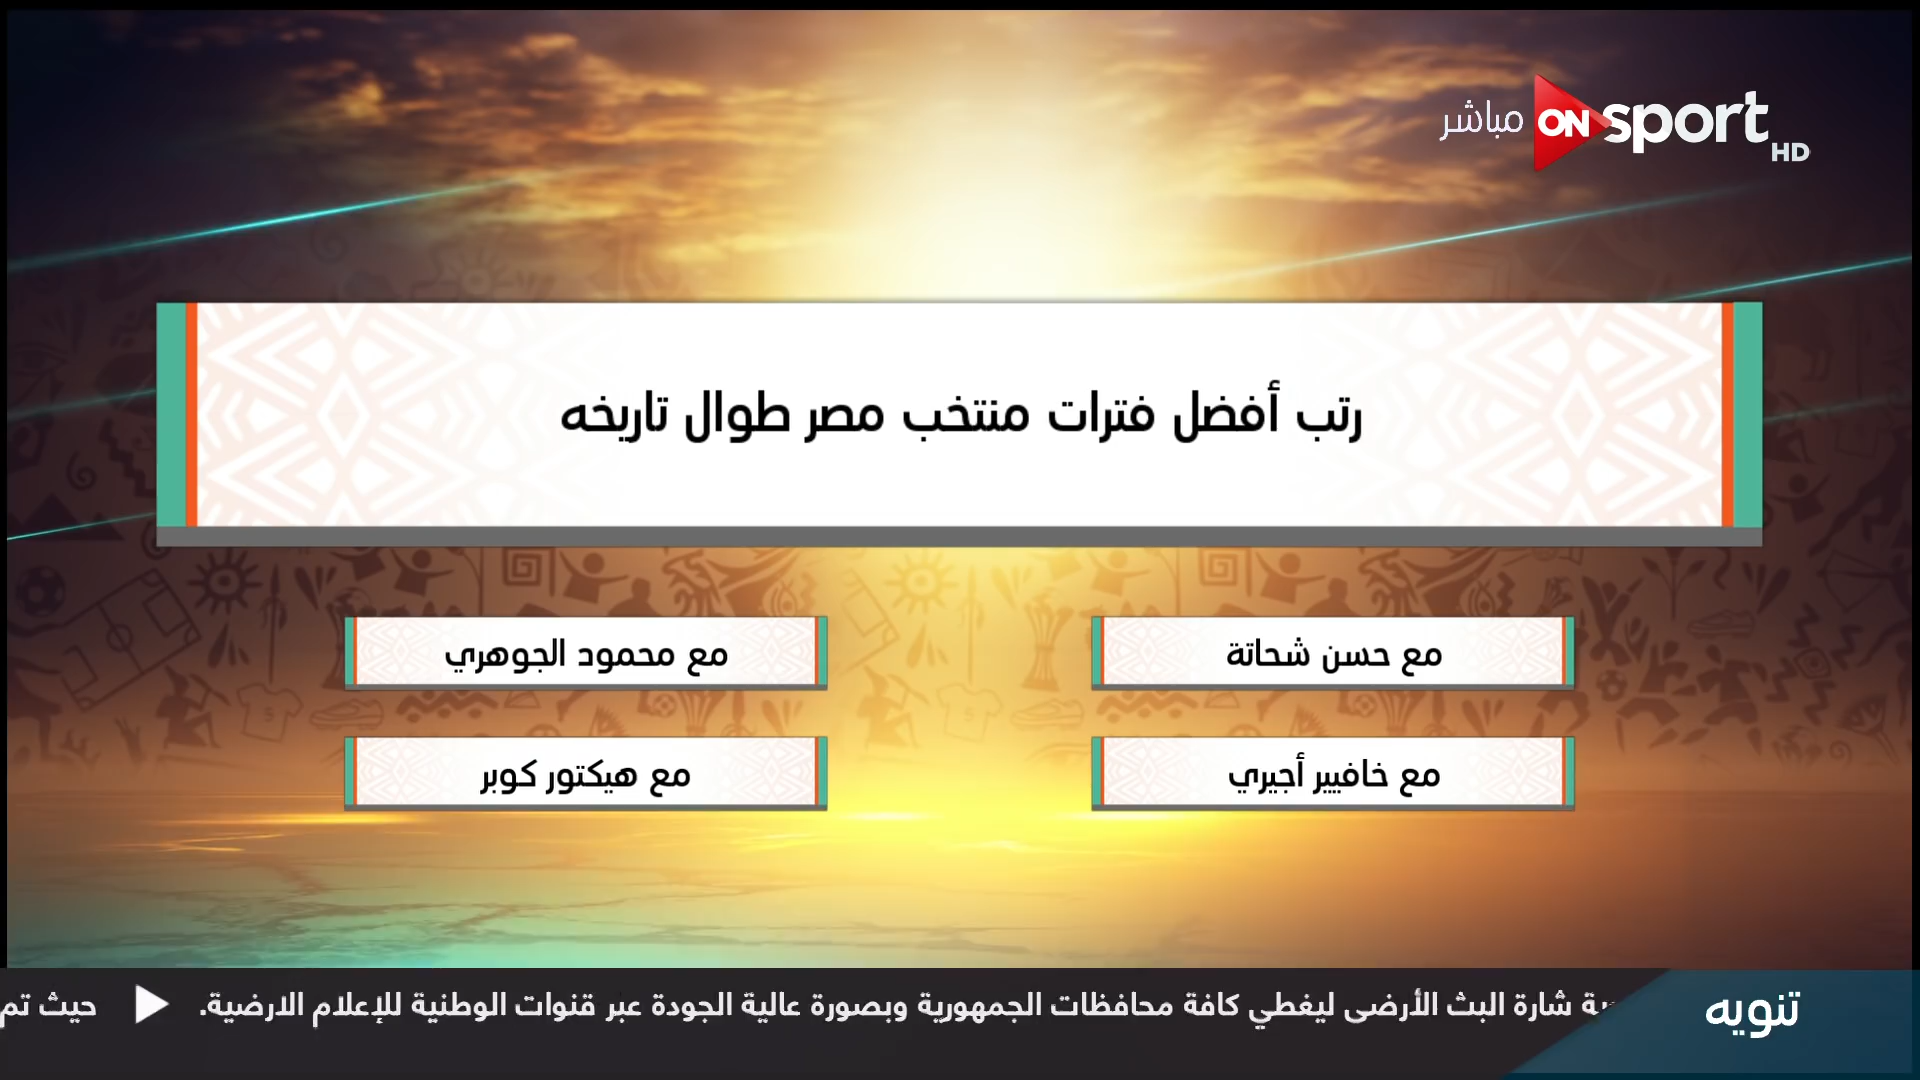 مباشر ON sport HD
رتب أفضل فترات منتخب مصر طوال تاريخه
مع حسن شحاتة
مع محمود الجوهري
مع خافيير أجيري
مع هيكتور كوبر
تنويه
شارة البث الأرضى ليغطي كافة محافظات الجمهورية وبصورة عالية الجودة عبر قنوات الوطنية للإعلام الارضية. حيث تم